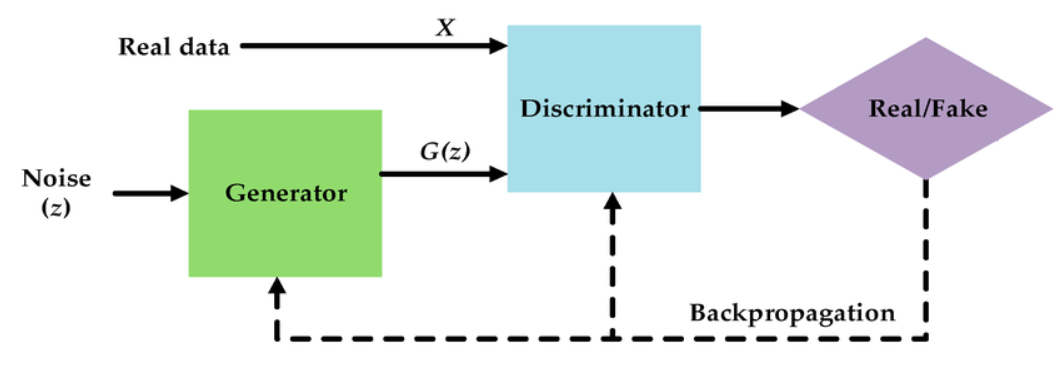 X
Real data
Discriminator
Real/Fake
G(z)
Noise
(z)
Generator
Backpropagation